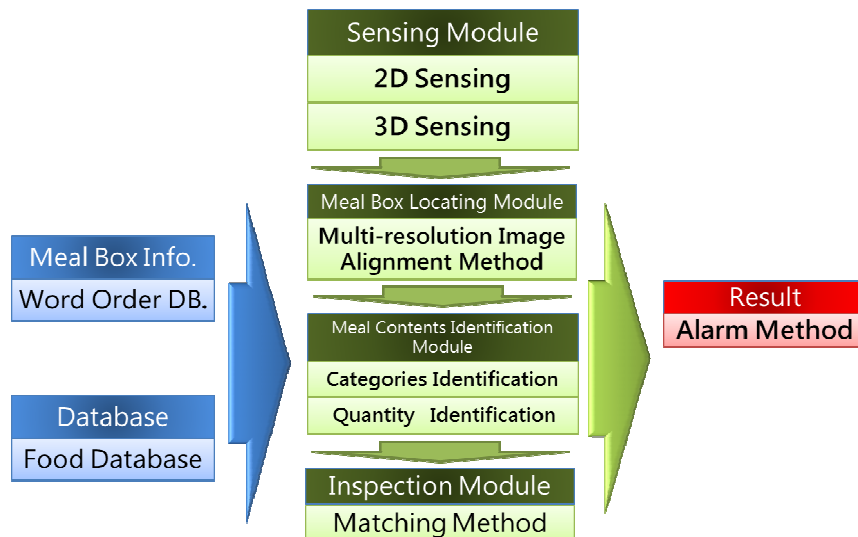 Sensing Module
2D Sensing
3D Sensing
Meal Box Locating Module
Multi-resolution Image
Alignment Method
Meal Box Info.
Word Order DB.
Result
Alarm Method
Meal Contents Identification
Module
Categories Identification
Quantity Identification
Database
Food Database
Inspection Module
Matching Method